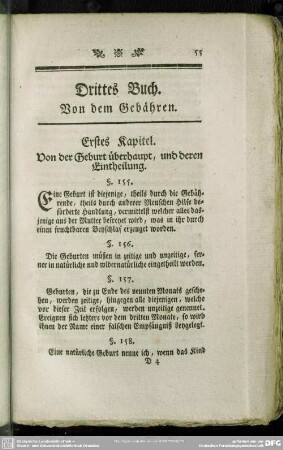 55
Drittes Buch.
Von dem Gebähren.
Erstes Kapitel.
Von der Geburt überhaupt, und deren
Eintheilung.
§. 155.
Eine Geburt ist diejenige, theils durch die Gebäh-
rende, theils durch anderer Menschen Hilfe be-
förderte Handlung, vermittelst welcher alles das-
jenige aus der Mutter befreyet wird, was in ihr durch
einen fruchtbaren Beyschlaf erzeuget worden.
§. 156.
Die Geburten müßen in zeitige und unzeitige, fer-
ner in natürliche und widernatürliche eingetheilt werden.
§. 157.
Geburten, die zu Ende des neunten Monats gesche-
hen, werden zeitige, hingegen alle diejenigen, welche
vor dieser Zeit erfolgen, werden unzeitige genennet.
Ereignen sich letzters vor dem dritten Monate, so wird
ihnen der Name einer falschen Empfängniß beygelegt.
§. 158.
Eine natürliche Geburt nenne ich, wenn das Kind
D 4
DFG